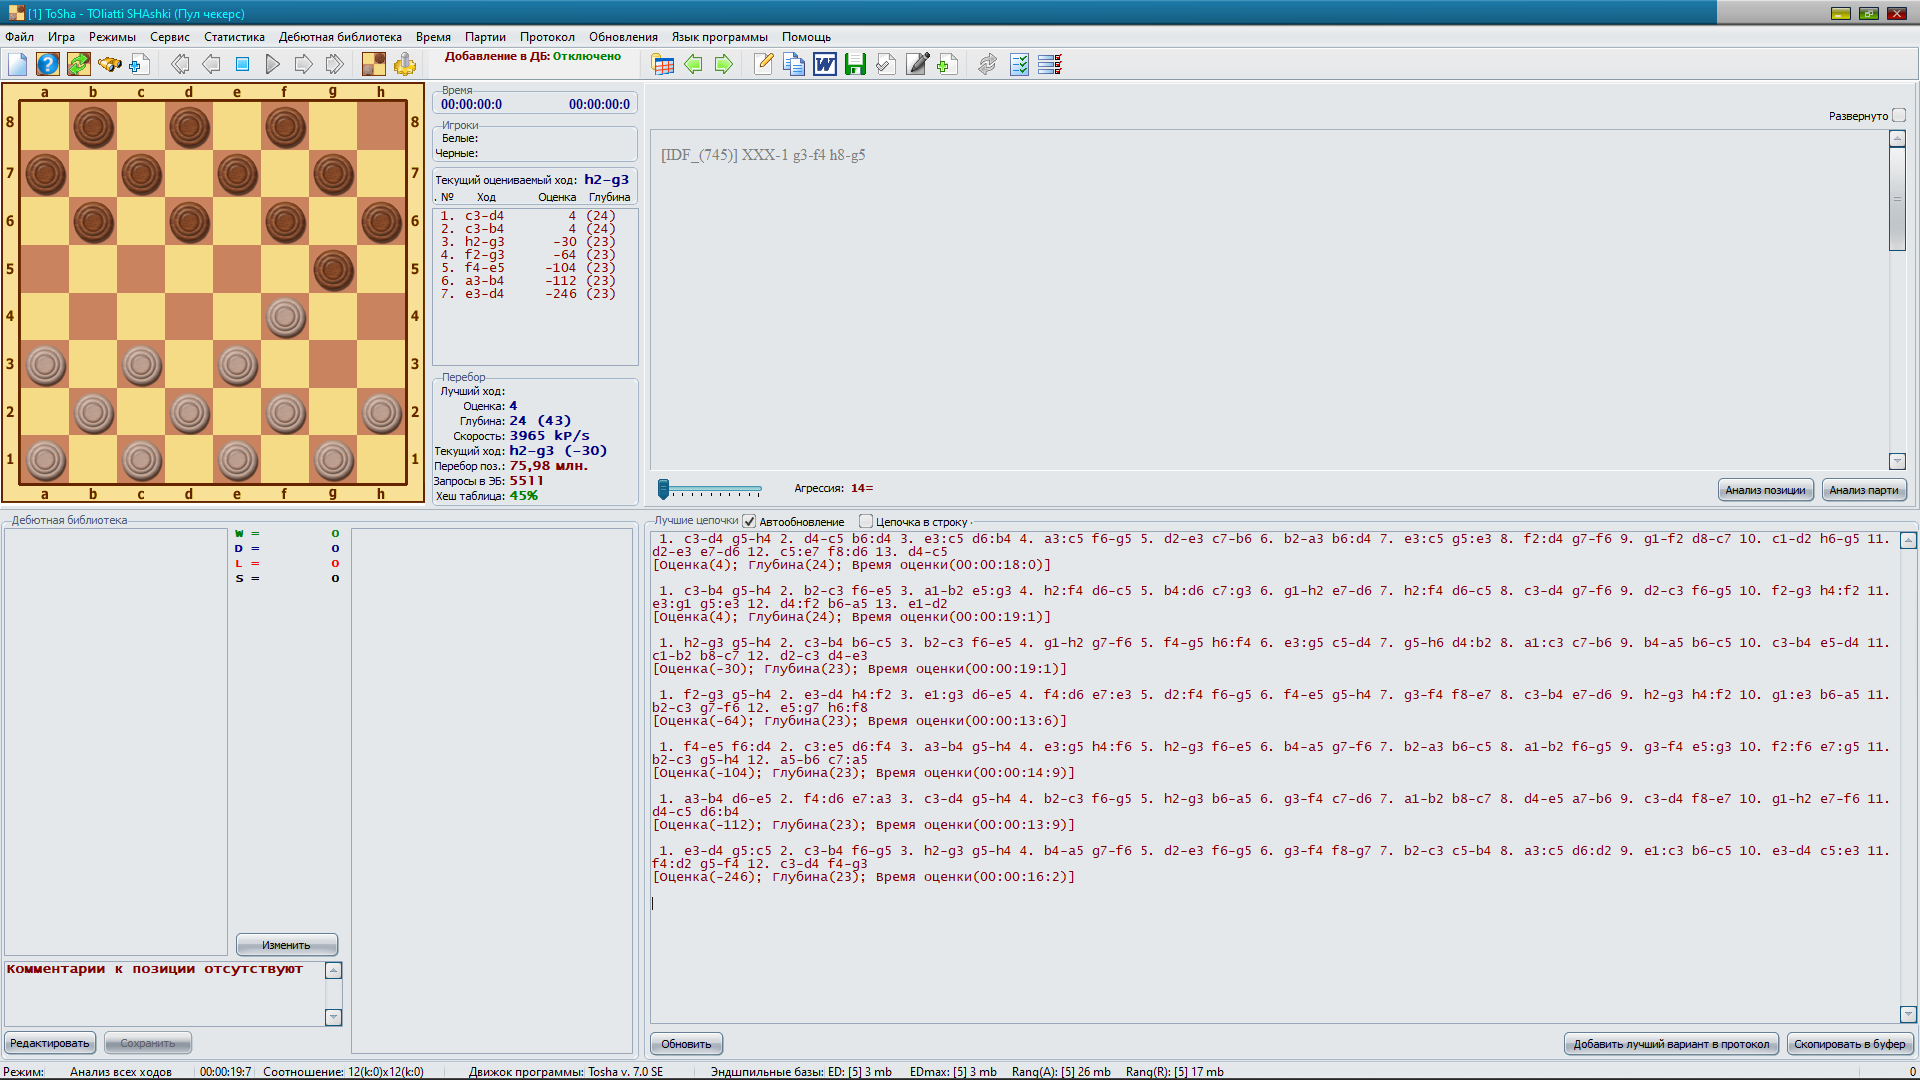 [1] ToSha - TOliatti SHAshki (Пул чекерс)
Файл Игра Режимы Сервис Статистика Дебютная библиотека Время Партии Протокол Обновления Язык программы Помощь
Добавление в ДБ: Отключено
a b c d e f g h
8 8
7 7
6 6
5 5
4 4
3 3
2 2
1 1
a b c d e f g h
Время
00:00:00:0 00:00:00:0
Игроки
Белые:
Черные:
Текущий оцениваемый ход: h2-g3
. № Ход Оценка Глубина
1. c3-d4 4 (24)
2. c3-b4 4 (24)
3. h2-g3 -30 (23)
4. f2-g3 -64 (23)
5. f4-e5 -104 (23)
6. a3-b4 -112 (23)
7. e3-d4 -246 (23)
Перебор
Лучший ход:
Оценка: 4
Глубина: 24 (43)
Скорость: 3965 kP/s
Текущий ход: h2-g3 (-30)
Перебор поз.: 75,98 млн.
Запросы в ЭБ: 5511
Хеш таблица: 45%
Развернуто
[IDF_(745)] XXX-1 g3-f4 h8-g5
Агрессия: 14=
Анализ позиции Анализ парти
Дебютная библиотека
W = 0
D = 0
L = 0
S = 0
Изменить
Комментарии к позиции отсутствуют
Редактировать Сохранить
Лучшие цепочки Автообновление Цепочка в строку
1. c3-d4 g5-h4 2. d4-c5 b6:d4 3. e3:c5 d6:b4 4. a3:c5 f6-g5 5. d2-e3 c7-b6 6. b2-a3 b6:d4 7. e3:c5 g5:e3 8. f2:d4 g7-f6 9. g1-f2 d8-c7 10. c1-d2 h6-g5 11.
d2-e3 e7-d6 12. c5:e7 f8:d6 13. d4-c5
[Оценка(4); Глубина(24); Время оценки(00:00:18:0)]
1. c3-b4 g5-h4 2. b2-c3 f6-e5 3. a1-b2 e5:g3 4. h2:f4 d6-c5 5. b4:d6 c7:g3 6. g1-h2 e7-d6 7. h2:f4 d6-c5 8. c3-d4 g7-f6 9. d2-c3 f6-g5 10. f2-g3 h4:f2 11.
e3:g1 g5:e3 12. d4:f2 b6-a5 13. e1-d2
[Оценка(4); Глубина(24); Время оценки(00:00:19:1)]
1. h2-g3 g5-h4 2. c3-b4 b6-c5 3. b2-c3 f6-e5 4. g1-h2 g7-f6 5. f4-g5 h6:f4 6. e3:g5 c5-d4 7. g5-h6 d4:b2 8. a1:c3 c7-b6 9. b4-a5 b6-c5 10. c3-b4 e5-d4 11.
c1-b2 b8-c7 12. d2-c3 d4-e3
[Оценка(-30); Глубина(23); Время оценки(00:00:19:1)]
1. f2-g3 g5-h4 2. e3-d4 h4:f2 3. e1:g3 d6-e5 4. f4:d6 e7:e3 5. d2:f4 f6-g5 6. f4-e5 g5-h4 7. g3-f4 f8-e7 8. c3-b4 e7-d6 9. h2-g3 h4:f2 10. g1:e3 b6-a5 11.
b2-c3 g7-f6 12. e5:g7 h6:f8
[Оценка(-64); Глубина(23); Время оценки(00:00:13:6)]
1. f4-e5 f6:d4 2. c3:e5 d6:f4 3. a3-b4 g5-h4 4. e3:g5 h4:f6 5. h2-g3 f6-e5 6. b4-a5 g7-f6 7. b2-a3 b6-c5 8. a1-b2 f6-g5 9. g3-f4 e5:g3 10. f2:f6 e7:g5 11.
b2-c3 g5-h4 12. a5-b6 c7:a5
[Оценка(-104); Глубина(23); Время оценки(00:00:14:9)]
1. a3-b4 d6-e5 2. f4:d6 e7:a3 3. c3-d4 g5-h4 4. b2-c3 f6-g5 5. h2-g3 b6-a5 6. g3-f4 c7-d6 7. a1-b2 b8-c7 8. d4-e5 a7-b6 9. c3-d4 f8-e7 10. g1-h2 e7-f6 11.
d4-c5 d6:b4
[Оценка(-112); Глубина(23); Время оценки(00:00:13:9)]
1. e3-d4 g5:c5 2. c3-b4 f6-g5 3. h2-g3 g5-h4 4. b4-a5 g7-f6 5. d2-e3 f6-g5 6. g3-f4 f8-g7 7. b2-c3 c5-b4 8. a3:c5 d6:d2 9. e1:c3 b6-c5 10. e3-d4 c5:e3 11.
f4:d2 g5-f4 12. c3-d4 f4-g3
[Оценка(-246); Глубина(23); Время оценки(00:00:16:2)]
Обновить Добавить лучший вариант в протокол Скопировать в буфер
Режим: Анализ всех ходов 00:00:19:7 Соотношение: 12(k:0)x12(k:0) Движок программы: Tosha v. 7.0 SE Эндшпильные базы: ED: [5] 3 mb EDmax: [5] 3 mb Rang(A): [5] 26 mb Rang(R): [5] 17 mb 0